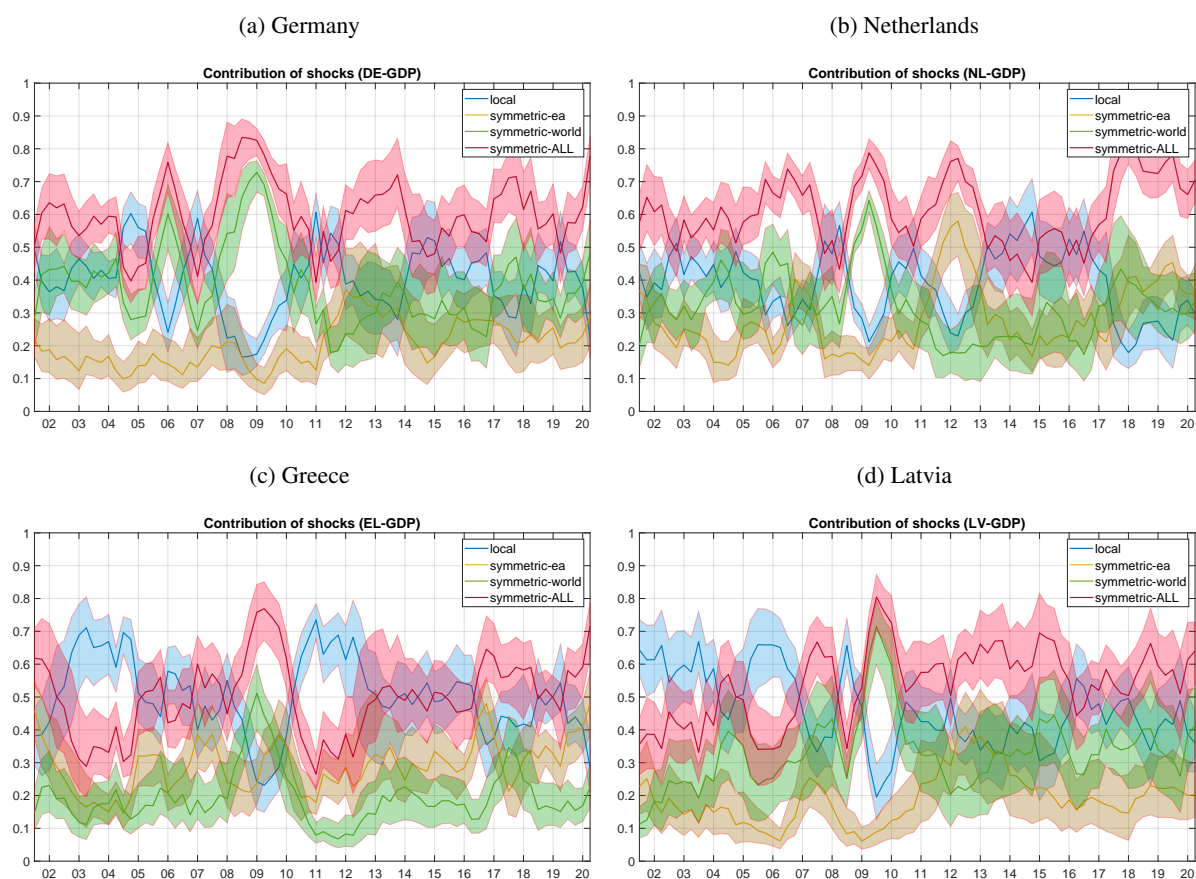 (a) Germany
(b) Netherlands
Contribution of shocks (DE-GDP)
1
0.9
0.8
0.7
0.6
0.5
0.4
0.3
0.2
0.1
0
local
symmetric-ea
symmetric-world
symmetric-ALL
02 03 04 05 06 07 08 09 10 11 12 13 14 15 16 17 18 19 20
Contribution of shocks (NL-GDP)
1
0.9
0.8
0.7
0.6
0.5
0.4
0.3
0.2
0.1
0
local
symmetric-ea
symmetric-world
symmetric-ALL
02 03 04 05 06 07 08 09 10 11 12 13 14 15 16 17 18 19 20
(c) Greece
(d) Latvia
Contribution of shocks (EL-GDP)
1
0.9
0.8
0.7
0.6
0.5
0.4
0.3
0.2
0.1
0
local
symmetric-ea
symmetric-world
symmetric-ALL
02 03 04 05 06 07 08 09 10 11 12 13 14 15 16 17 18 19 20
Contribution of shocks (LV-GDP)
1
0.9
0.8
0.7
0.6
0.5
0.4
0.3
0.2
0.1
0
local
symmetric-ea
symmetric-world
symmetric-ALL
02 03 04 05 06 07 08 09 10 11 12 13 14 15 16 17 18 19 20